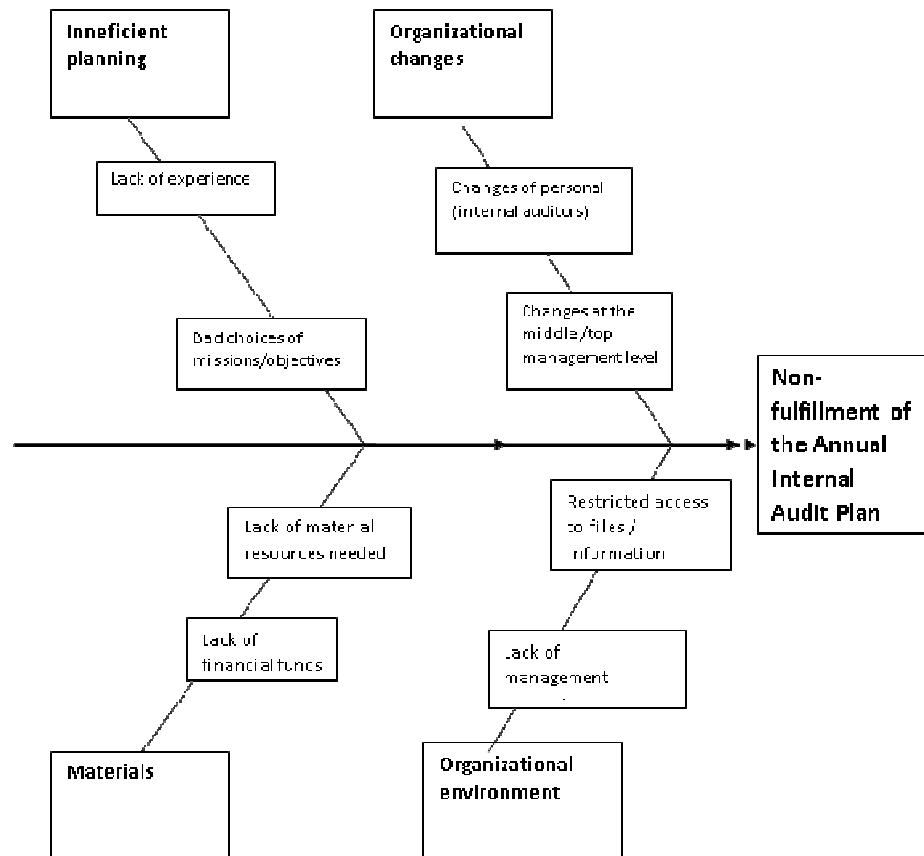 Inneficient
planning
Organizational
changes
Lack of experience
Changes of personal
(internal auditors)
Bad choices of
missions/objectives
Changes at the
middle/top
management level
Non-
fulfillment of
the Annual
Internal
Audit Plan
Lack of material
resources needed
Restricted access
to files /
information
Lack of
financial funds
Lack of
management
Materials
Organizational
environment